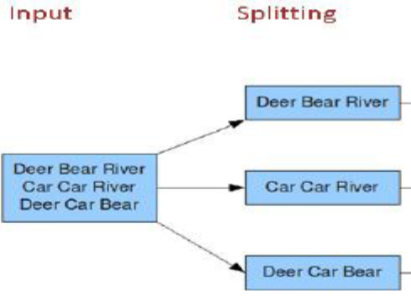 Input
Splitting
Deer Bear River
Car Car River
Deer Car Bear
Deer Bear River
Car Car River
Deer Car Bear